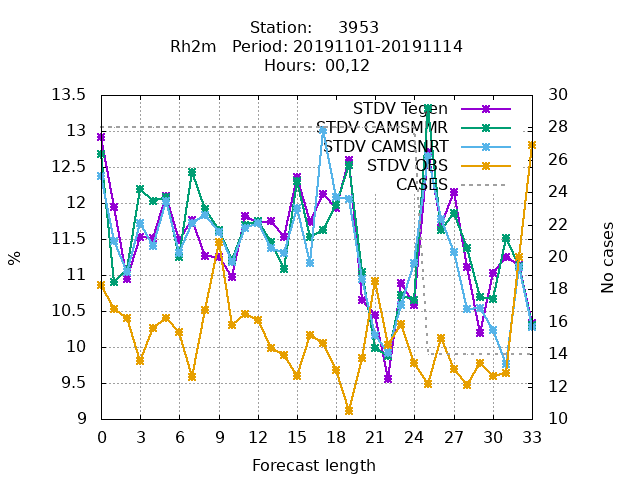 Station: 3953
Rh2m Period: 20191101-20191114
Hours: 00,12
13.5
13
12.5
12
11.5
11
10.5
10
9.5
9
%
STDV Tegen
STDV CAMSMMR
STDV CAMSNRT
STDV OBS
CASES
30
28
26
24
22
20
18
16
14
12
10
No cases
0 3 6 9 12 15 18 21 24 27 30 33
Forecast length